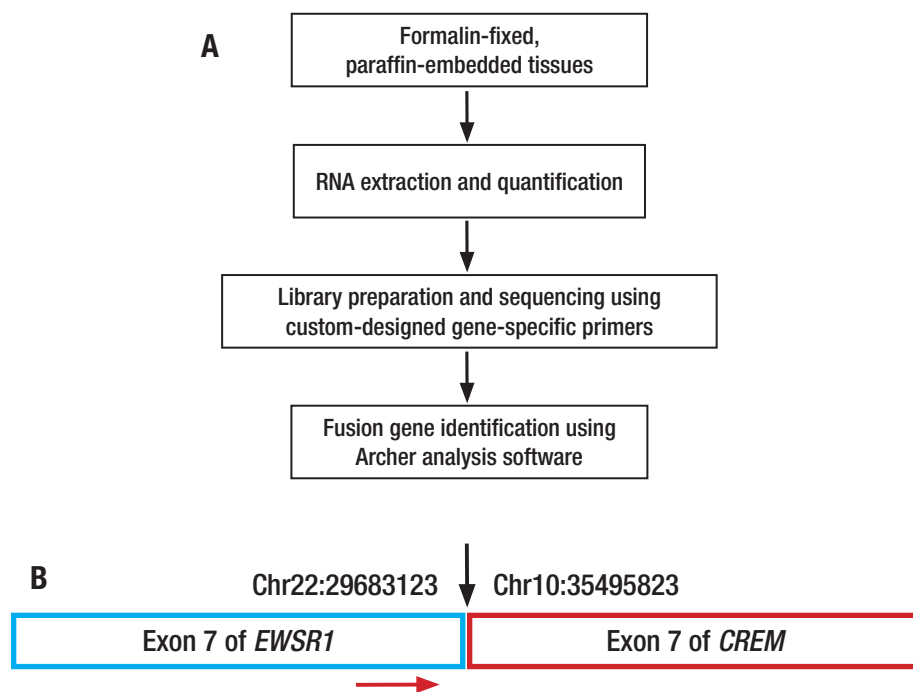 A
Formalin-fixed,
paraffin-embedded tissues
RNA extraction and quantification
Library preparation and sequencing using
custom-designed gene-specific primers
Fusion gene identification using
Archer analysis software
B
Chr22:29683123 Chr10:35495823
Exon 7 of EWSR1 Exon 7 of CREM